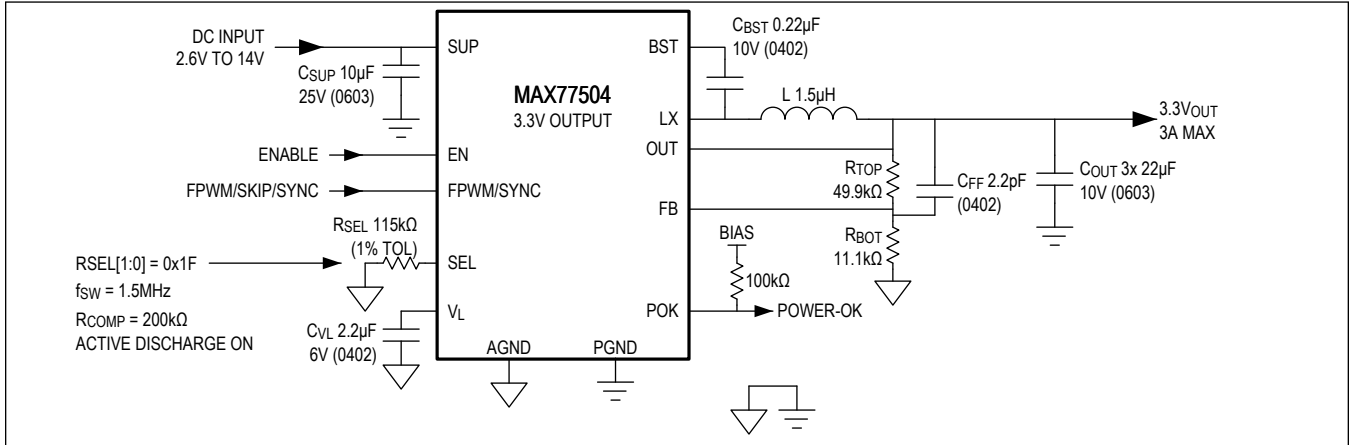 DC INPUT
2.6V TO 14V
CSUP 10µF
25V (0603)
ENABLE
FPWM/SKIP/SYNC
RSEL 115kΩ
(1% TOL)
RSEL[1:0] = 0x1F
fSW = 1.5MHz
RCOMP = 200kΩ
ACTIVE DISCHARGE ON
CVL 2.2µF
6V (0402)
SUP
EN
FPWM/SYNC
SEL
VL
MAX77504
3.3V OUTPUT
AGND
PGND
BST
LX
OUT
FB
POK
CBST 0.22µF
10V (0402)
L 1.5µH
RTOP
49.9kΩ
CFF 2.2pF
(0402)
RBOT
11.1kΩ
COUT 3x 22µF
10V (0603)
3.3VOUT
3A MAX
BIAS
100kΩ
POWER-OK